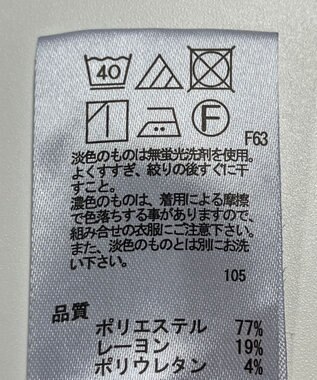 40
F
F63
淡色のものは無蛍光洗剤を使用。
よくすすぎ、絞りの後すぐに干
すこと。
濃色のものは、着用による摩擦
で色落ちする事がありますので、
組み合せの衣服にご注意下さい。
また、淡色のものとは別にお洗
い下さい。
105
品質
ポリエステル 77%
レーヨン 19%
ポリウレタン 4%